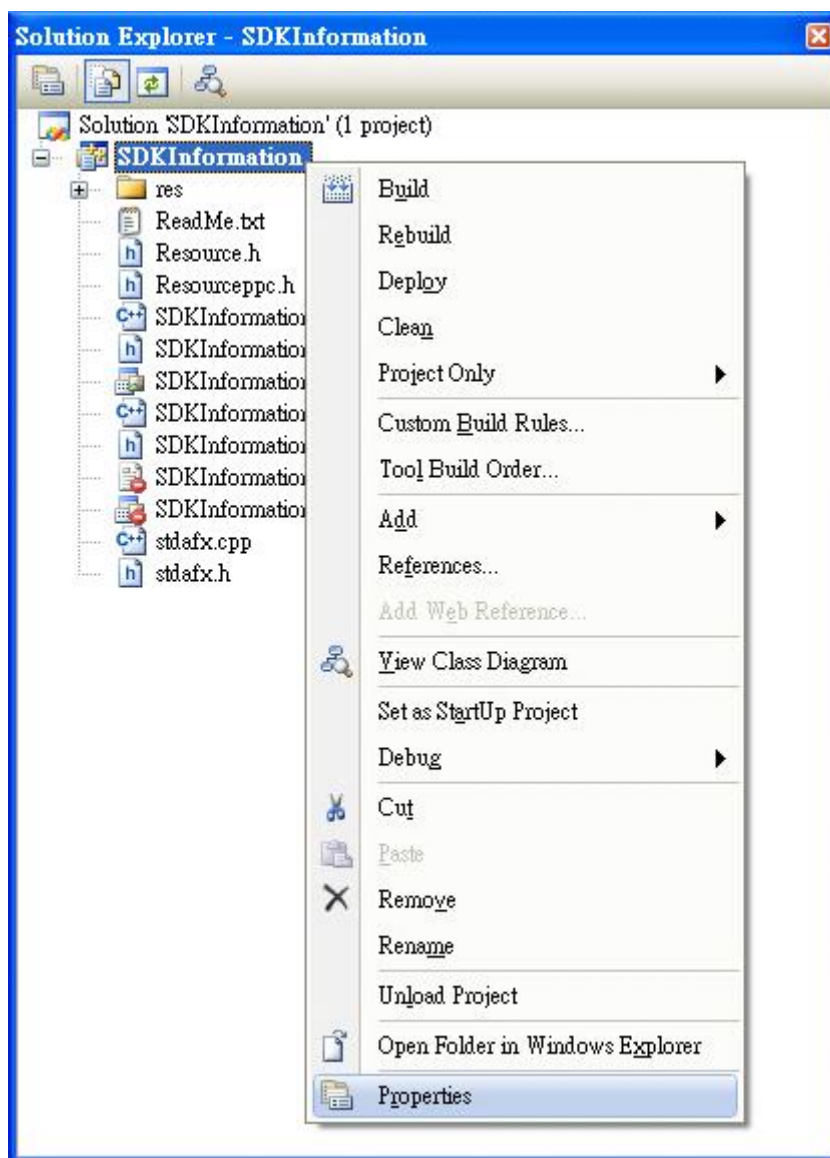 Solution Explorer - SDKInformation
Solution 'SDKInformation' (1 project)
SDKInformation
res
ReadMe.txt
Resource.h
Resourceppc.h
SDKInformation
SDKInformation
SDKInformation
SDKInformation
SDKInformation
SDKInformation
SDKInformation
stdafx.cpp
stdafx.h
Build
Rebuild
Deploy
Clean
Project Only
Custom Build Rules...
Tool Build Order...
Add
References...
Add Web Reference...
View Class Diagram
Set as StartUp Project
Debug
Cut
Paste
Remove
Rename
Unload Project
Open Folder in Windows Explorer
Properties